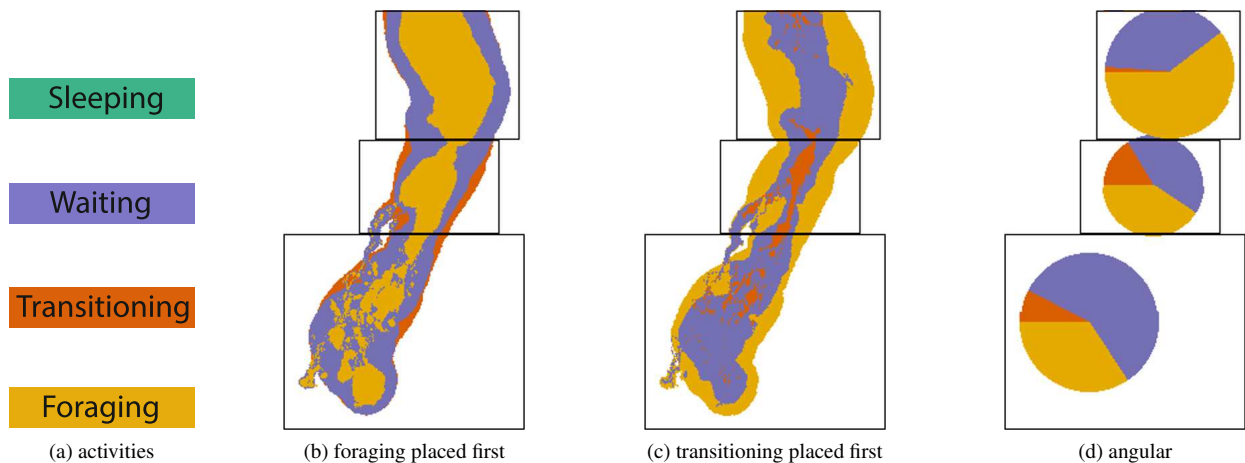 Sleeping
Waiting
Transitioning
Foraging
(a) activities
(b) foraging placed first
(c) transitioning placed first
(d) angular